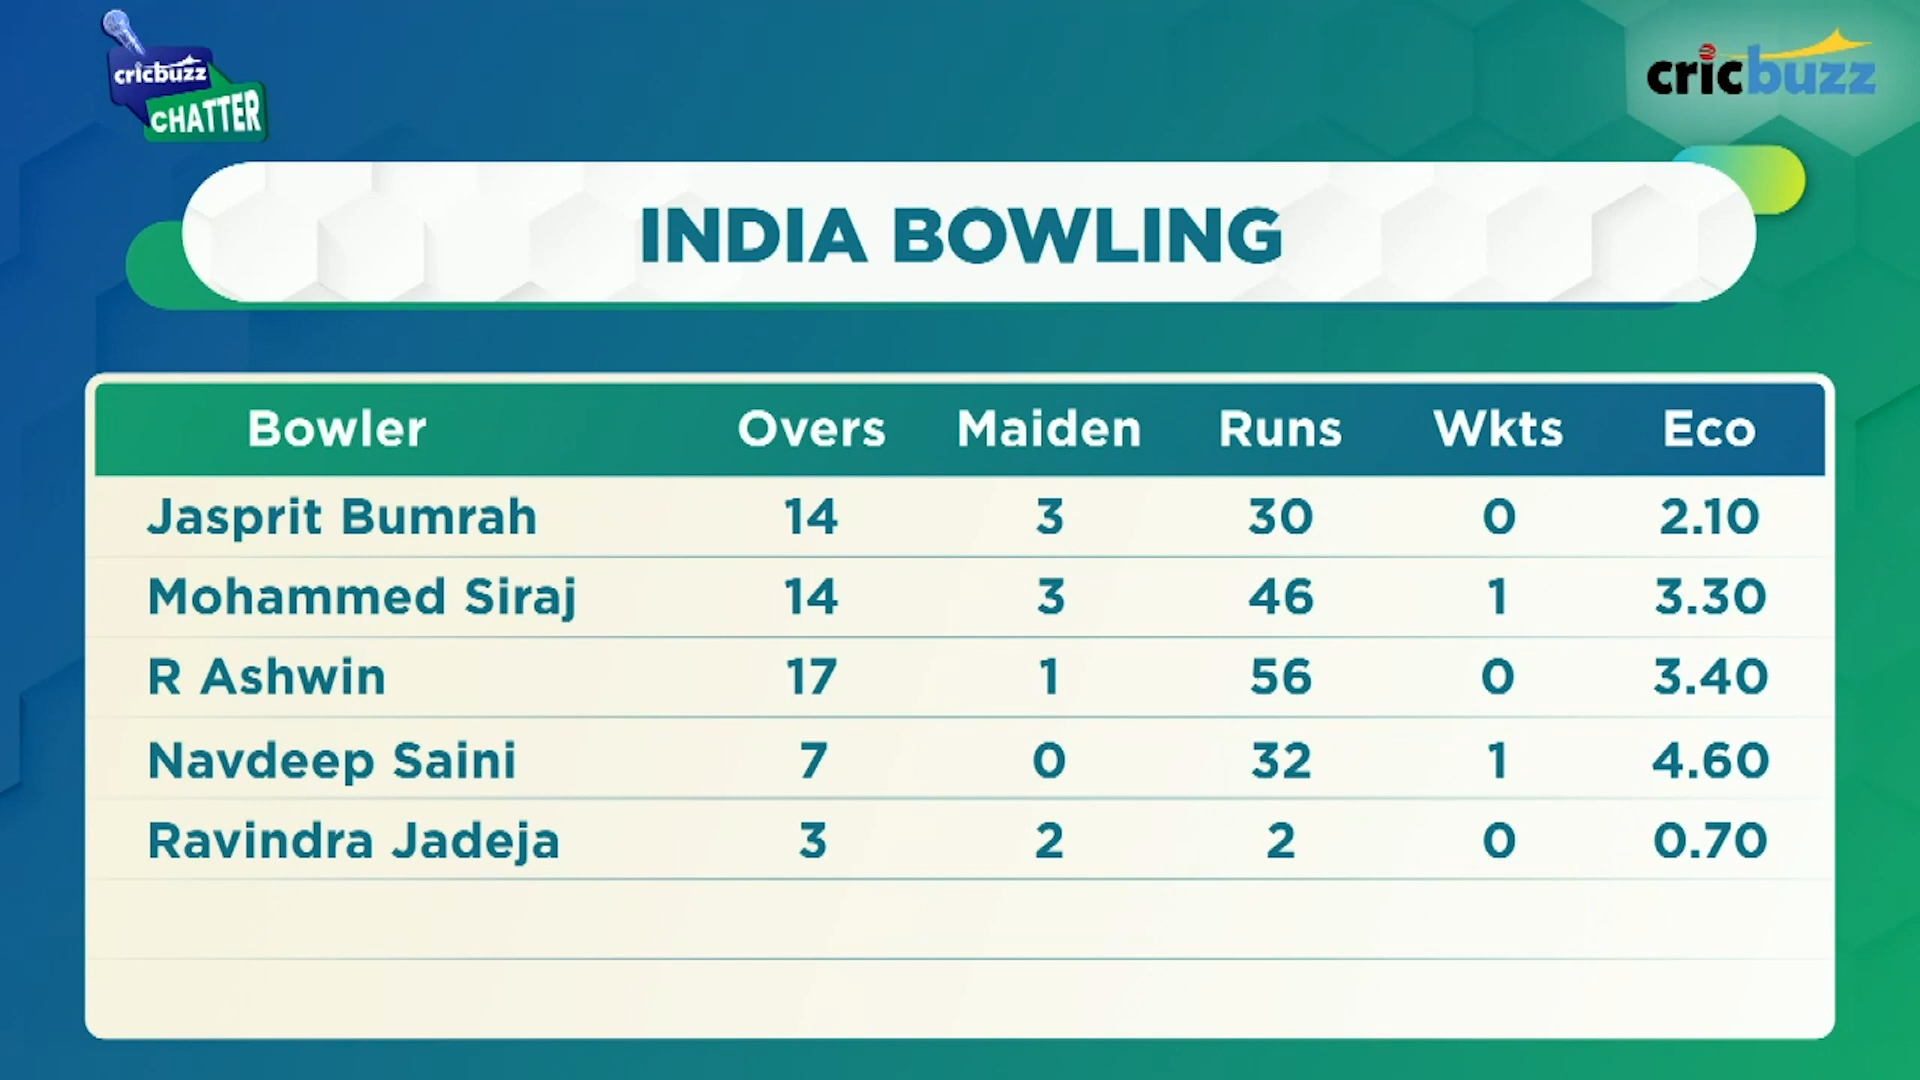 cricbuzz
CHATTER
cricbuzz
INDIA BOWLING
Bowler Overs Maiden Runs Wkts Eco
Jasprit Bumrah 14 3 30 0 2.10
Mohammed Siraj 14 3 46 1 3.30
R Ashwin 17 1 56 0 3.40
Navdeep Saini 7 0 32 1 4.60
Ravindra Jadeja 3 2 2 0 0.70